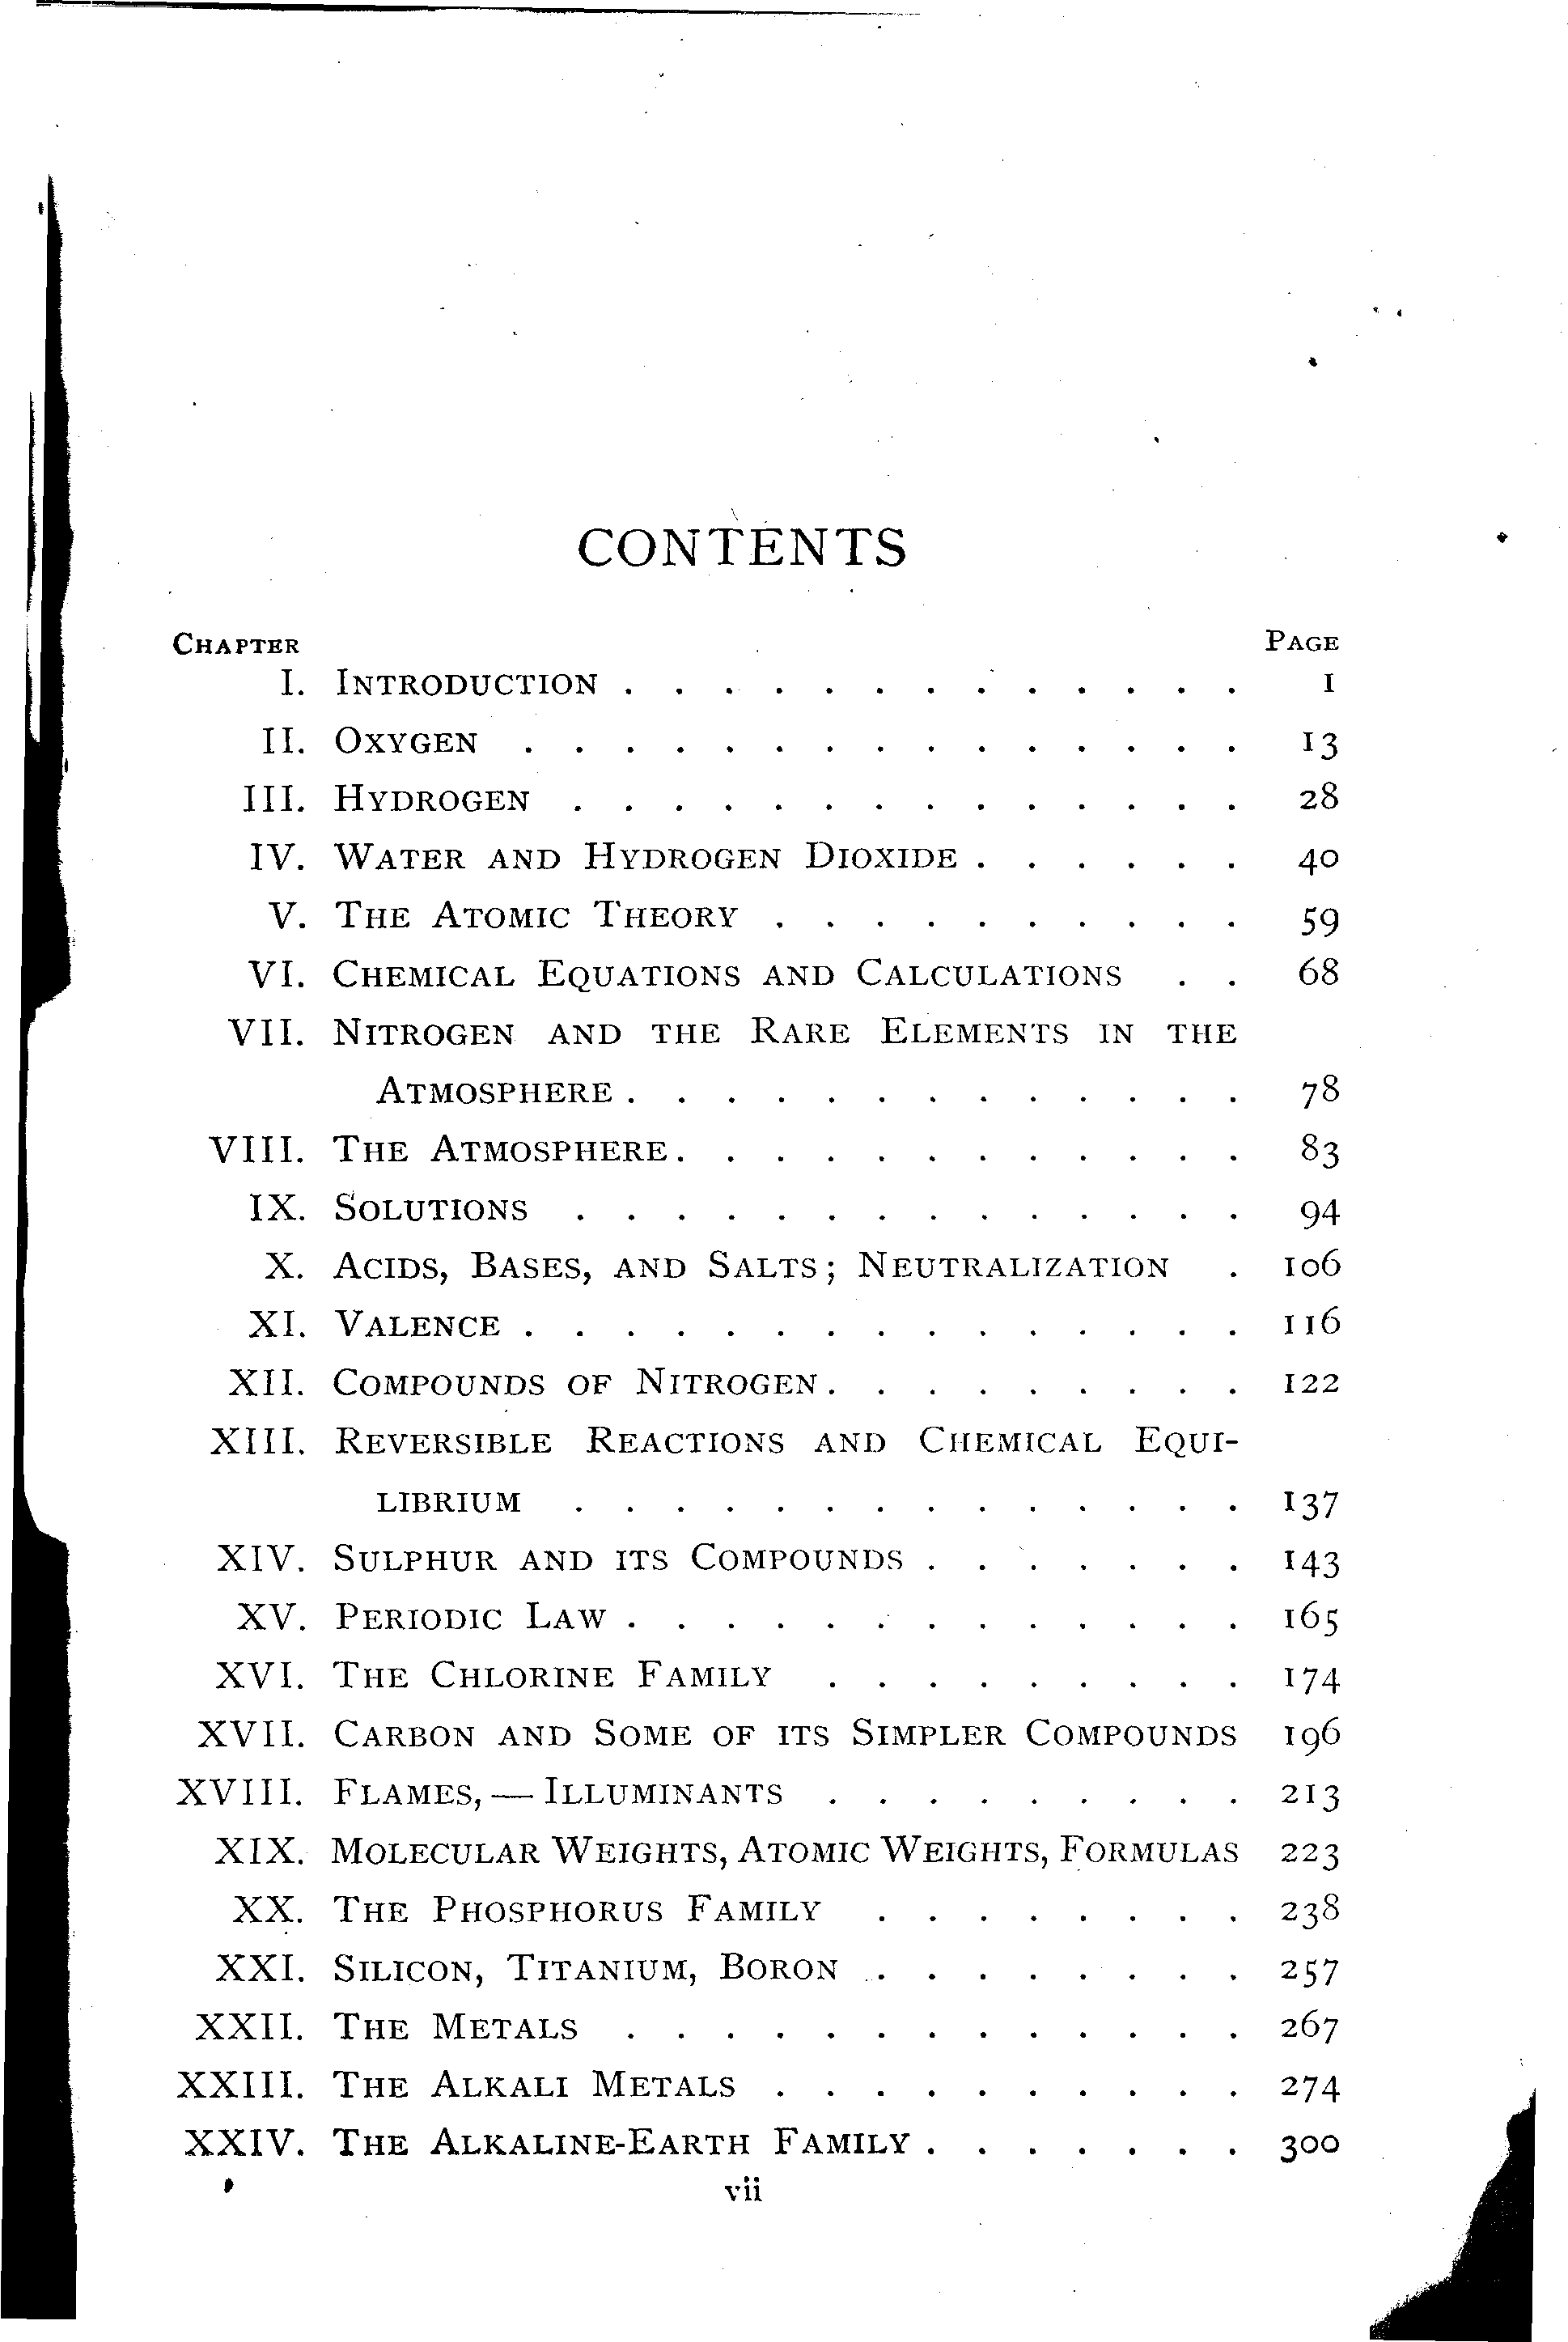 CONTENTS
CHAPTER PAGE
I. INTRODUCTION . . . . . . . . . . . . . 1
II. OXYGEN . . . . . . . . . . . . . . . 13
III. HYDROGEN . . . . . . . . . . . . . . 28
IV. WATER AND HYDROGEN DIOXIDE . . . . . . 40
V. THE ATOMIC THEORY . . . . . . . . . . 59
VI. CHEMICAL EQUATIONS AND CALCULATIONS . . 68
VII. NITROGEN AND THE RARE ELEMENTS IN THE
ATMOSPHERE . . . . . . . . . . . . . 78
VIII. THE ATMOSPHERE . . . . . . . . . . . . 83
IX. SOLUTIONS . . . . . . . . . . . . . . 94
X. ACIDS, BASES, AND SALTS; NEUTRALIZATION . 106
XI. VALENCE . . . . . . . . . . . . . . . 116
XII. COMPOUNDS OF NITROGEN . . . . . . . . . 122
XIII. REVERSIBLE REACTIONS AND CHEMICAL EQUI-
LIBRIUM . . . . . . . . . . . . . . 137
XIV. SULPHUR AND ITS COMPOUNDS . . . . . . . 143
XV. PERIODIC LAW . . . . . . . . . . . . . 165
XVI. THE CHLORINE FAMILY . . . . . . . . . 174
XVII. CARBON AND SOME OF ITS SIMPLER COMPOUNDS 196
XVIII. FLAMES, — ILLUMINANTS . . . . . . . . . 213
XIX. MOLECULAR WEIGHTS, ATOMIC WEIGHTS, FORMULAS 223
XX. THE PHOSPHORUS FAMILY . . . . . . . . 238
XXI. SILICON, TITANIUM, BORON . . . . . . . . 257
XXII. THE METALS . . . . . . . . . . . . . 267
XXIII. THE ALKALI METALS . . . . . . . . . . 274
XXIV. THE ALKALINE-EARTH FAMILY . . . . . . . 300
vii